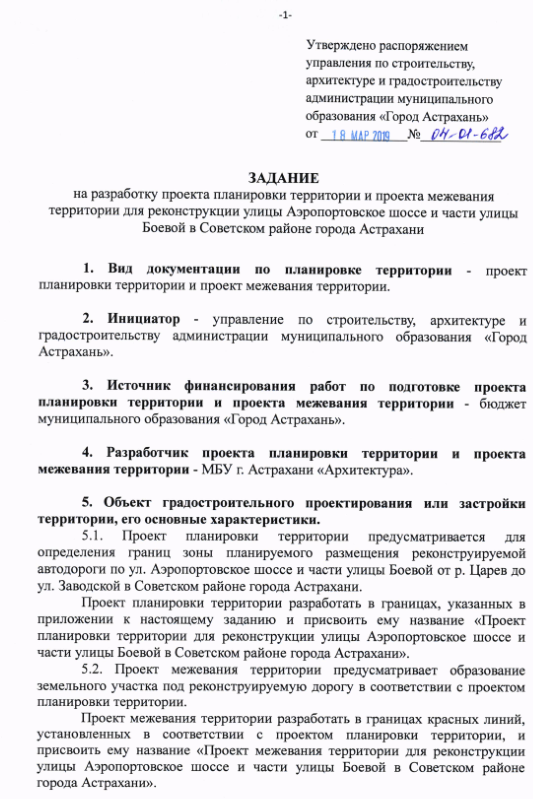 -1-
Утверждено распоряжением
управления по строительству,
архитектуре и градостроительству
администрации муниципального
образования «Город Астрахань»
от 18 МАР 2019 № 04-01-682
ЗАДАНИЕ
на разработку проекта планировки территории и проекта межевания
территории для реконструкции улицы Аэропортовское шоссе и части улицы
Боевой в Советском районе города Астрахани
1. Вид документации по планировке территории - проект
планировки территории и проект межевания территории.
2. Инициатор - управление по строительству, архитектуре и
градостроительству администрации муниципального образования «Город
Астрахань».
3. Источник финансирования работ по подготовке проекта
планировки территории и проекта межевания территории - бюджет
муниципального образования «Город Астрахань».
4. Разработчик проекта планировки территории и проекта
межевания территории - МБУ г. Астрахани «Архитектура».
5. Объект градостроительного проектирования или застройки
территории, его основные характеристики.
5.1. Проект планировки территории предусматривается для
определения границ зоны планируемого размещения реконструируемой
автодороги по ул. Аэропортовское шоссе и части улицы Боевой от р. Царев до
ул. Заводской в Советском районе города Астрахани.
Проект планировки территории разработать в границах, указанных в
приложении к настоящему заданию и присвоить ему название «Проект
планировки территории для реконструкции улицы Аэропортовское шоссе и
части улицы Боевой в Советском районе города Астрахани».
5.2. Проект межевания территории предусматривает образование
земельного участка под реконструируемую дорогу в соответствии с проектом
планировки территории.
Проект межевания территории разработать в границах красных линий,
установленных в соответствии с проектом планировки территории, и
присвоить ему название «Проект межевания территории для реконструкции
улицы Аэропортовское шоссе и части улицы Боевой в Советском районе
города Астрахани».